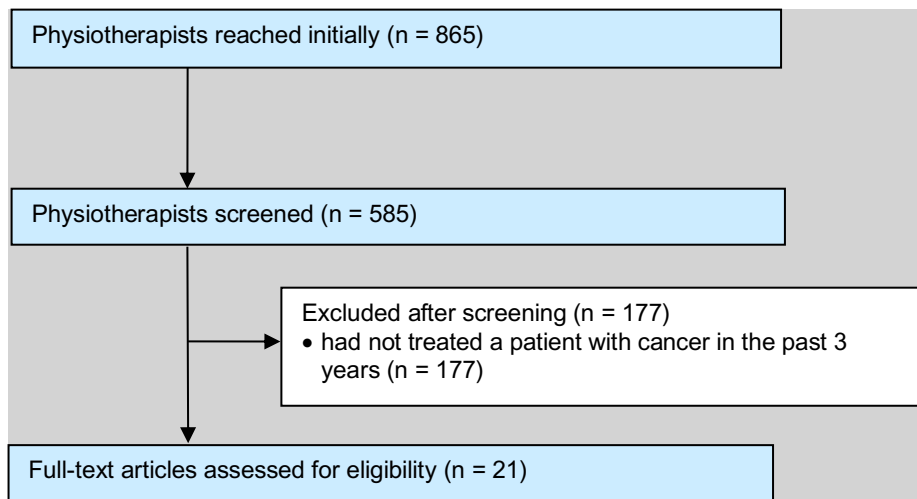 Physiotherapists reached initially (n = 865)
Physiotherapists screened (n = 585)
Excluded after screening (n = 177)
• had not treated a patient with cancer in the past 3
years (n = 177)
Full-text articles assessed for eligibility (n = 21)